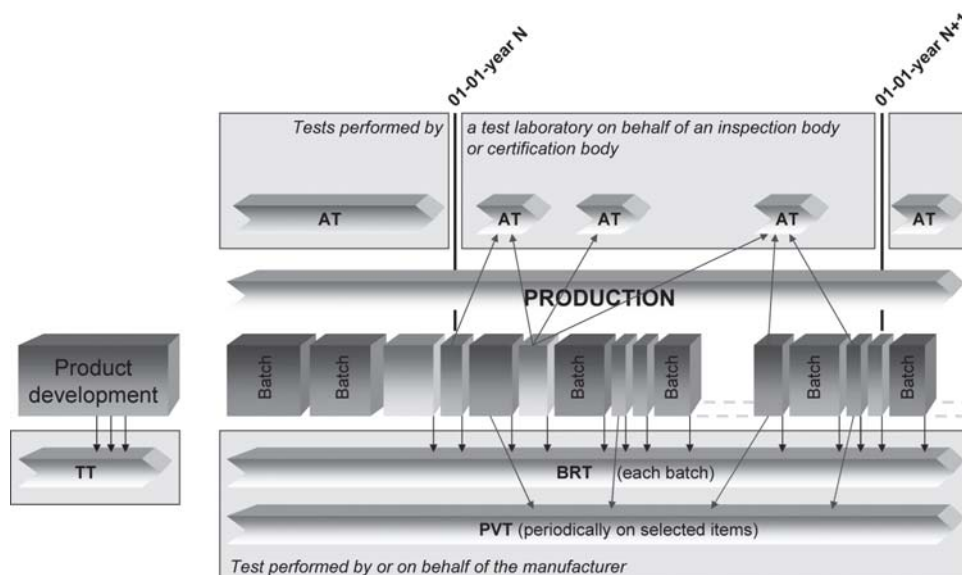 01-01-year N
01-01-year N+1
Tests performed by
a test laboratory on behalf of an inspection body
or certification body
AT
AT
AT
AT
AT
PRODUCTION
Product
development
Batch
Batch
Batch
Batch
Batch
Batch
TT
BRT (each batch)
PVT (periodically on selected items)
Test performed by or on behalf of the manufacturer